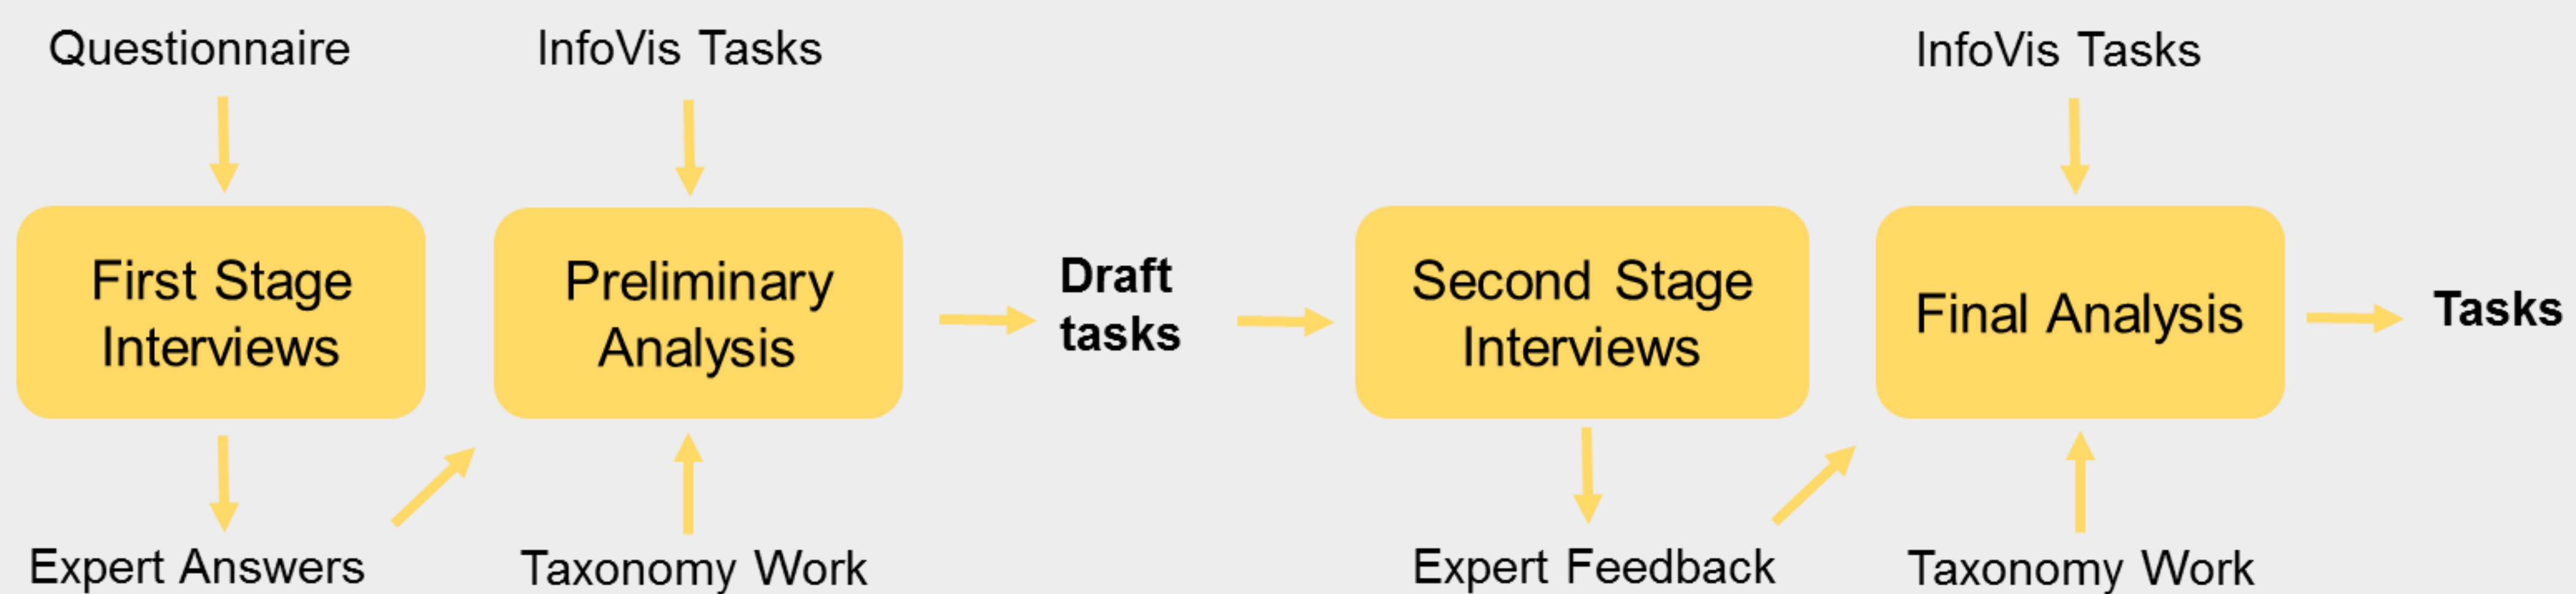 Questionnaire
InfoVis Tasks
InfoVis Tasks
First Stage
Interviews
Preliminary
Analysis
Draft
tasks
Second Stage
Interviews
Final Analysis
Tasks
Expert Answers
Taxonomy Work
Expert Feedback
Taxonomy Work